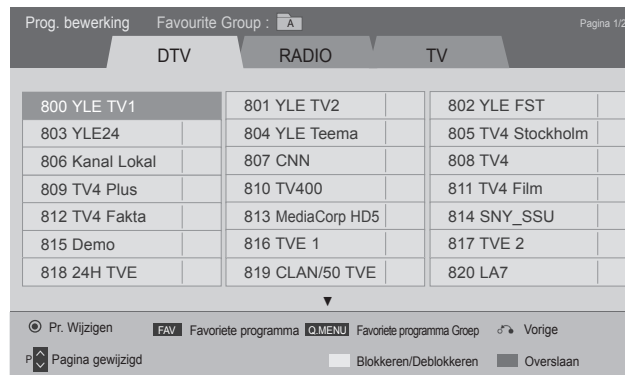 Prog. bewerking Favourite Group : A Pagina 1/2
DTV RADIO TV
800 YLE TV1 801 YLE TV2 802 YLE FST
803 YLE24 804 YLE Teema 805 TV4 Stockholm
806 Kanal Lokal 807 CNN 808 TV4
809 TV4 Plus 810 TV400 811 TV4 Film
812 TV4 Fakta 813 MediaCorp HD5 814 SNY_SSU
815 Demo 816 TVE 1 817 TVE 2
818 24H TVE 819 CLAN/50 TVE 820 LA7
Pr. Wijzigen FAV Favoriete programma Q.MENU Favoriete programma Groep Vorige
P Pagina gewijzigd Blokkeren/Deblokkeren Overslaan